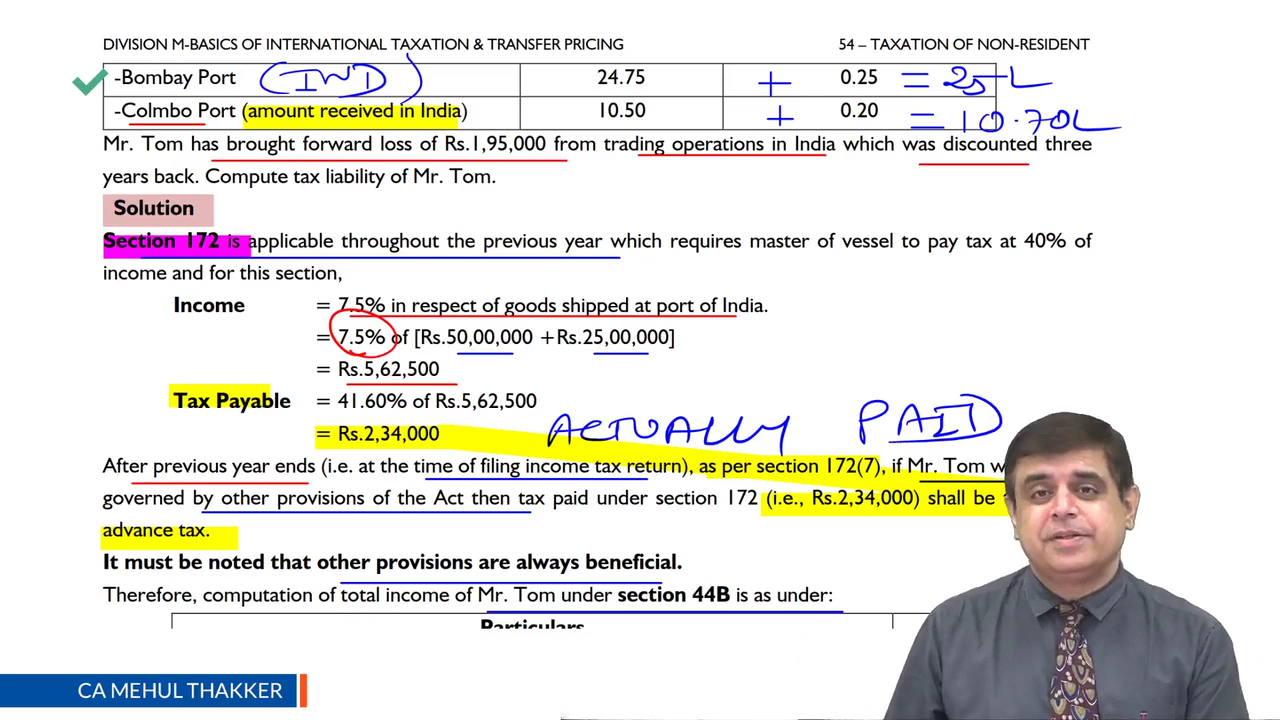 DIVISION M-BASICS OF INTERNATIONAL TAXATION & TRANSFER PRICING 54 – TAXATION OF NON-RESIDENT
-Bombay Port (IND) 24.75 + 0.25 = 25 L
-Colmbo Port (amount received in India) 10.50 + 0.20 = 10.70L
Mr. Tom has brought forward loss of Rs.1,95,000 from trading operations in India which was discounted three
years back. Compute tax liability of Mr. Tom.
Solution
Section 172 is applicable throughout the previous year which requires master of vessel to pay tax at 40% of
income and for this section,
Income = 7.5% in respect of goods shipped at port of India.
= 7.5% of [Rs.50,00,000 +Rs.25,00,000]
= Rs.5,62,500
Tax Payable = 41.60% of Rs.5,62,500
= Rs.2,34,000 ACTUALLY PAID
After previous year ends (i.e. at the time of filing income tax return), as per section 172(7), if Mr. Tom
governed by other provisions of the Act then tax paid under section 172 (i.e., Rs.2,34,000) shall be
advance tax.
It must be noted that other provisions are always beneficial.
Therefore, computation of total income of Mr. Tom under section 44B is as under:
Particulars
CA MEHUL THAKKER